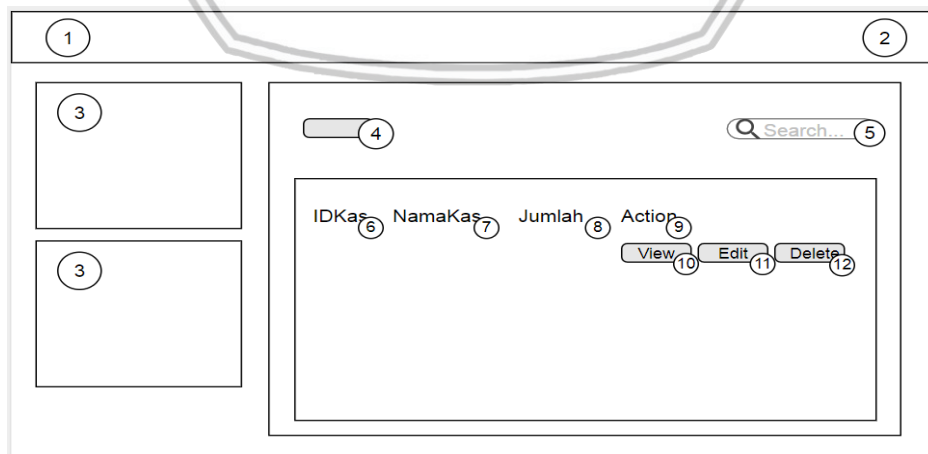 1 2
3
4 Search... 5
IDKas 6 NamaKas 7 Jumlah 8 Action 9
View 10 Edit 11 Delete 12
3